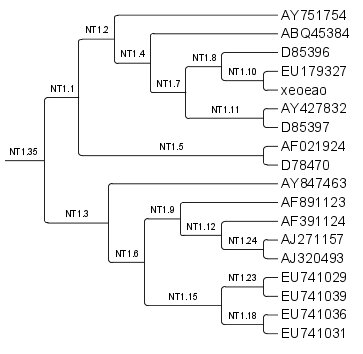 AY751754
NT1.2
ABQ45384
NT1.4
D85396
NT1.8
EU179327
NT1.10
xeoeao
NT1.7
NT1.1
AY427832
NT1.11
D85397
AF021924
NT1.5
D78470
NT1.35
AY847463
AF891123
NT1.9
NT1.3
AF391124
NT1.12
AJ271157
NT1.24
AJ320493
NT1.6
EU741029
NT1.23
EU741039
NT1.15
EU741036
NT1.18
EU741031